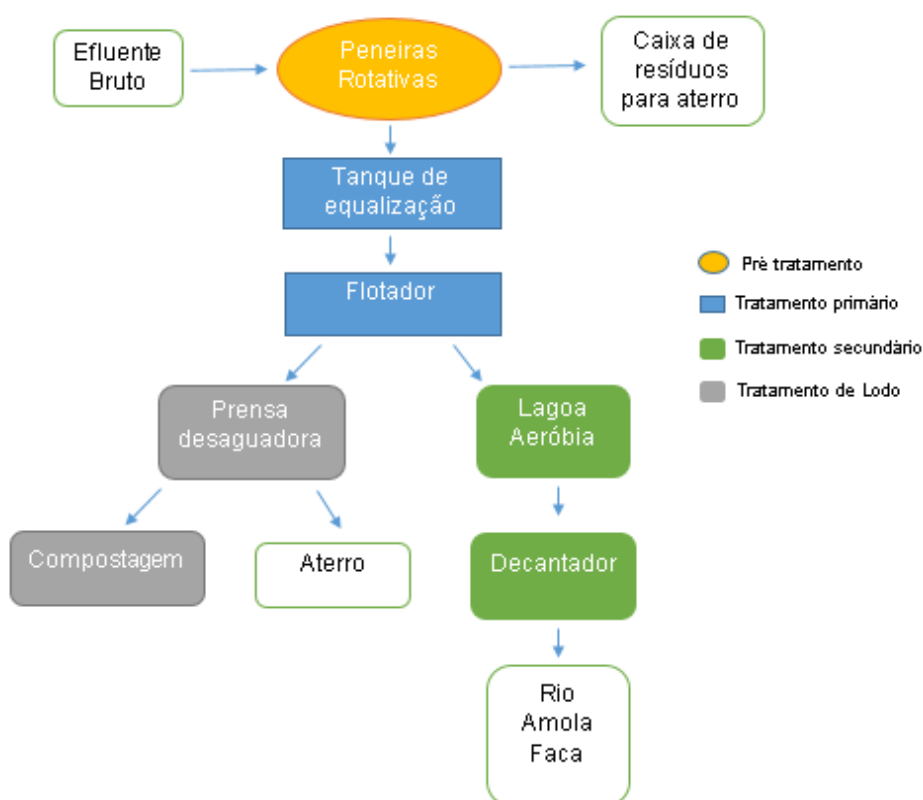 Efluente
Bruto
Peneiras
Rotativas
Caixa de
resíduos
para aterro
Tanque de
equalização
Flotador
Prensa
desaguadora
Lagoa
Aeróbia
Compostagem
Aterro
Decantador
Rio
Amola
Faca
Pré tratamento
Tratamento primário
Tratamento secundário
Tratamento de Lodo